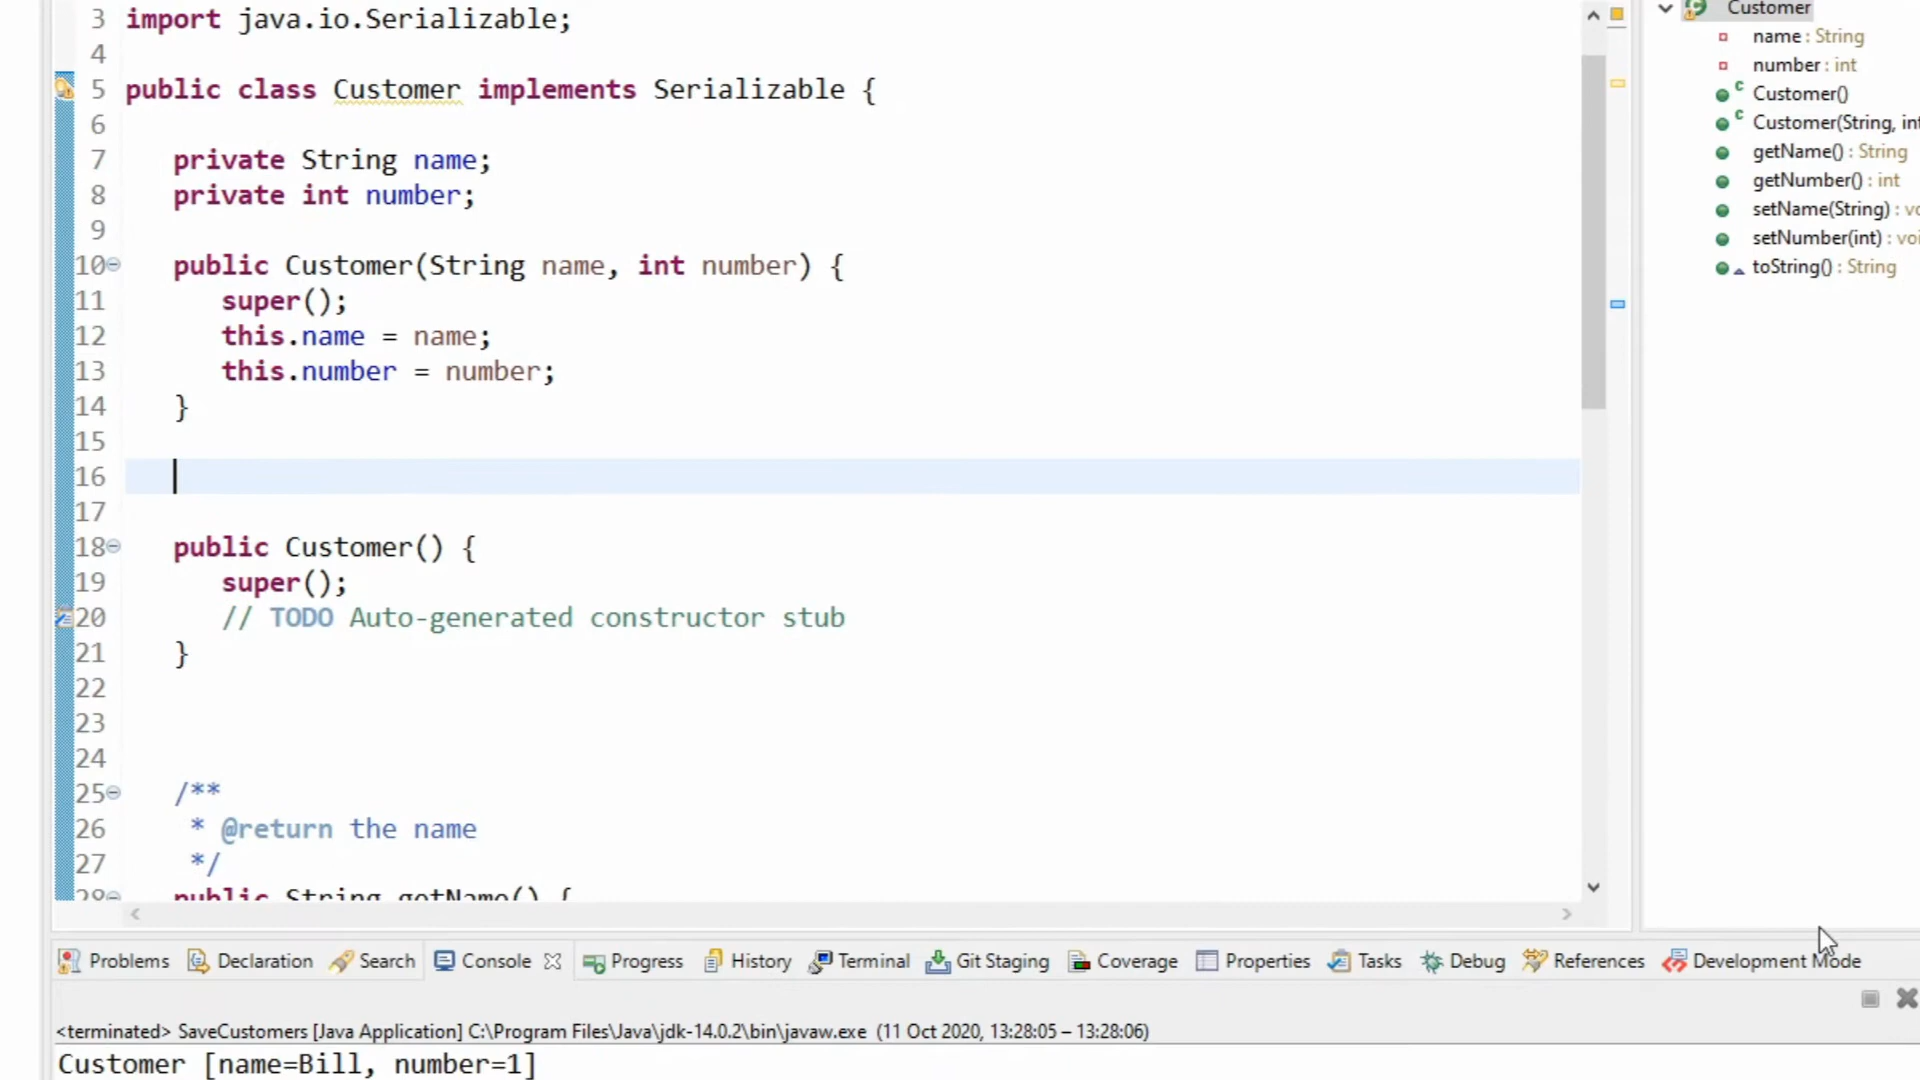 3 import java.io.Serializable;
4
5 public class Customer implements Serializable {
6
7 private String name;
8 private int number;
9
10 public Customer(String name, int number) {
11 super();
12 this.name = name;
13 this.number = number;
14 }
15
16
17
18 public Customer() {
19 super();
20 // TODO Auto-generated constructor stub
21 }
22
23
24
25 /**
26 * @return the name
27 */
28 public String getName() {
Customer
name : String
number : int
Customer()
Customer(String, int
getName() : String
getNumber() : int
setName(String) : vo
setNumber(int) : voi
toString() : String
Problems Declaration Search Console Progress History Terminal Git Staging Coverage Properties Tasks Debug References Development Mode
<terminated> SaveCustomers [Java Application] C:\Program Files\Java\jdk-14.0.2\bin\javaw.exe (11 Oct 2020, 13:28:05 – 13:28:06)
Customer [name=Bill, number=1]